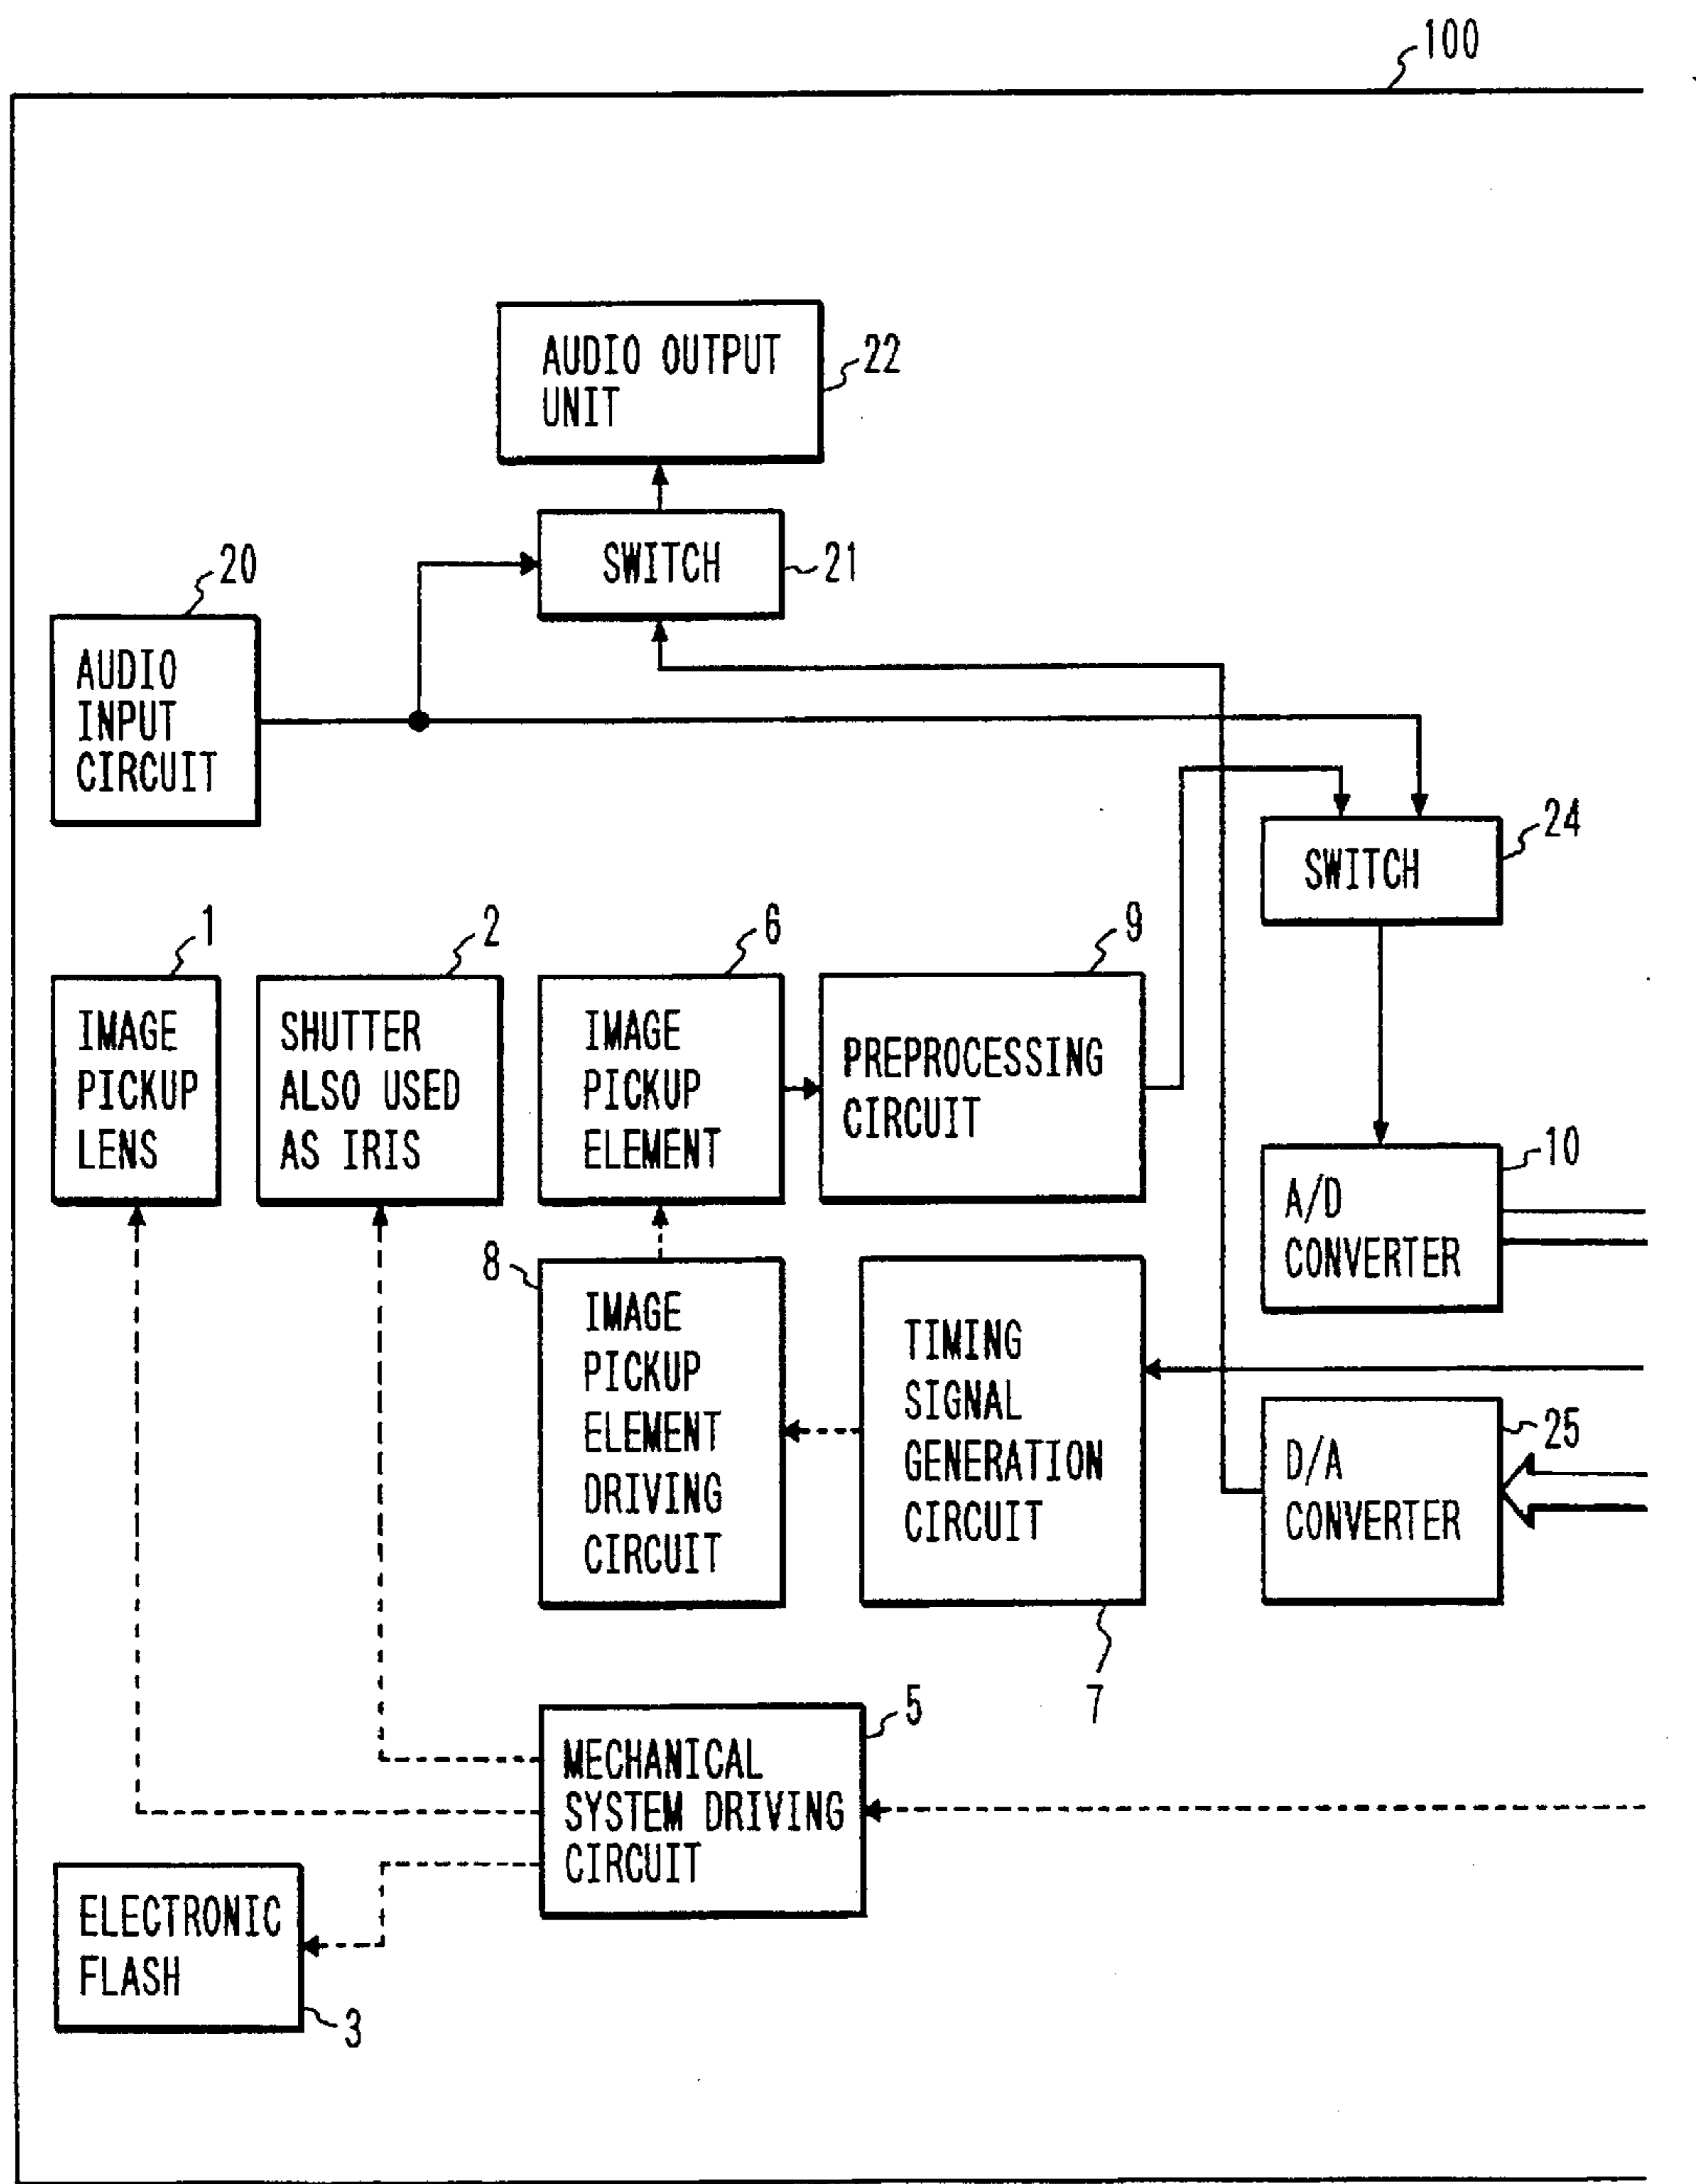 100
AUDIO OUTPUT
UNIT
22
SWITCH
21
20
AUDIO
INPUT
CIRCUIT
24
SWITCH
1
IMAGE
PICKUP
LENS
2
SHUTTER
ALSO USED
AS IRIS
6
IMAGE
PICKUP
ELEMENT
9
PREPROCESSING
CIRCUIT
10
A/D
CONVERTER
8
IMAGE
PICKUP
ELEMENT
DRIVING
CIRCUIT
TIMING
SIGNAL
GENERATION
CIRCUIT
7
25
D/A
CONVERTER
5
MECHANICAL
SYSTEM DRIVING
CIRCUIT
ELECTRONIC
FLASH
3